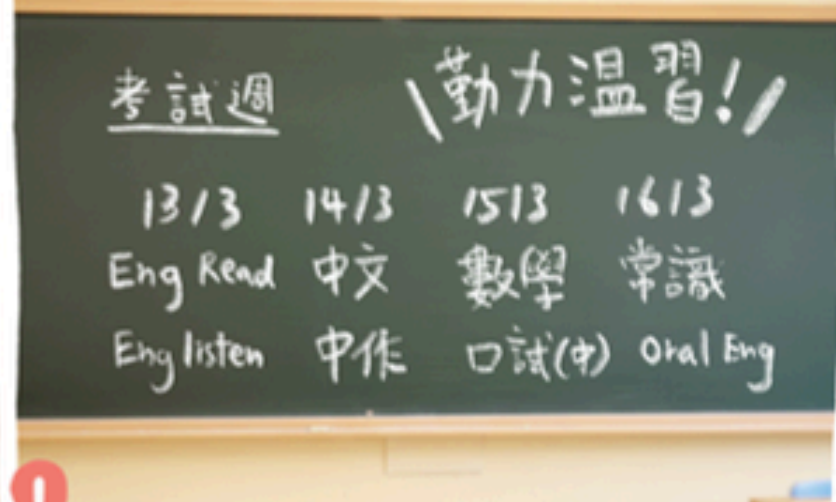 考試週
\勤力温習!/
13/3 14/3 15/3 16/3
Eng Read 中文 數學 常識
Eng listen 中作 口試(中) Oral Eng